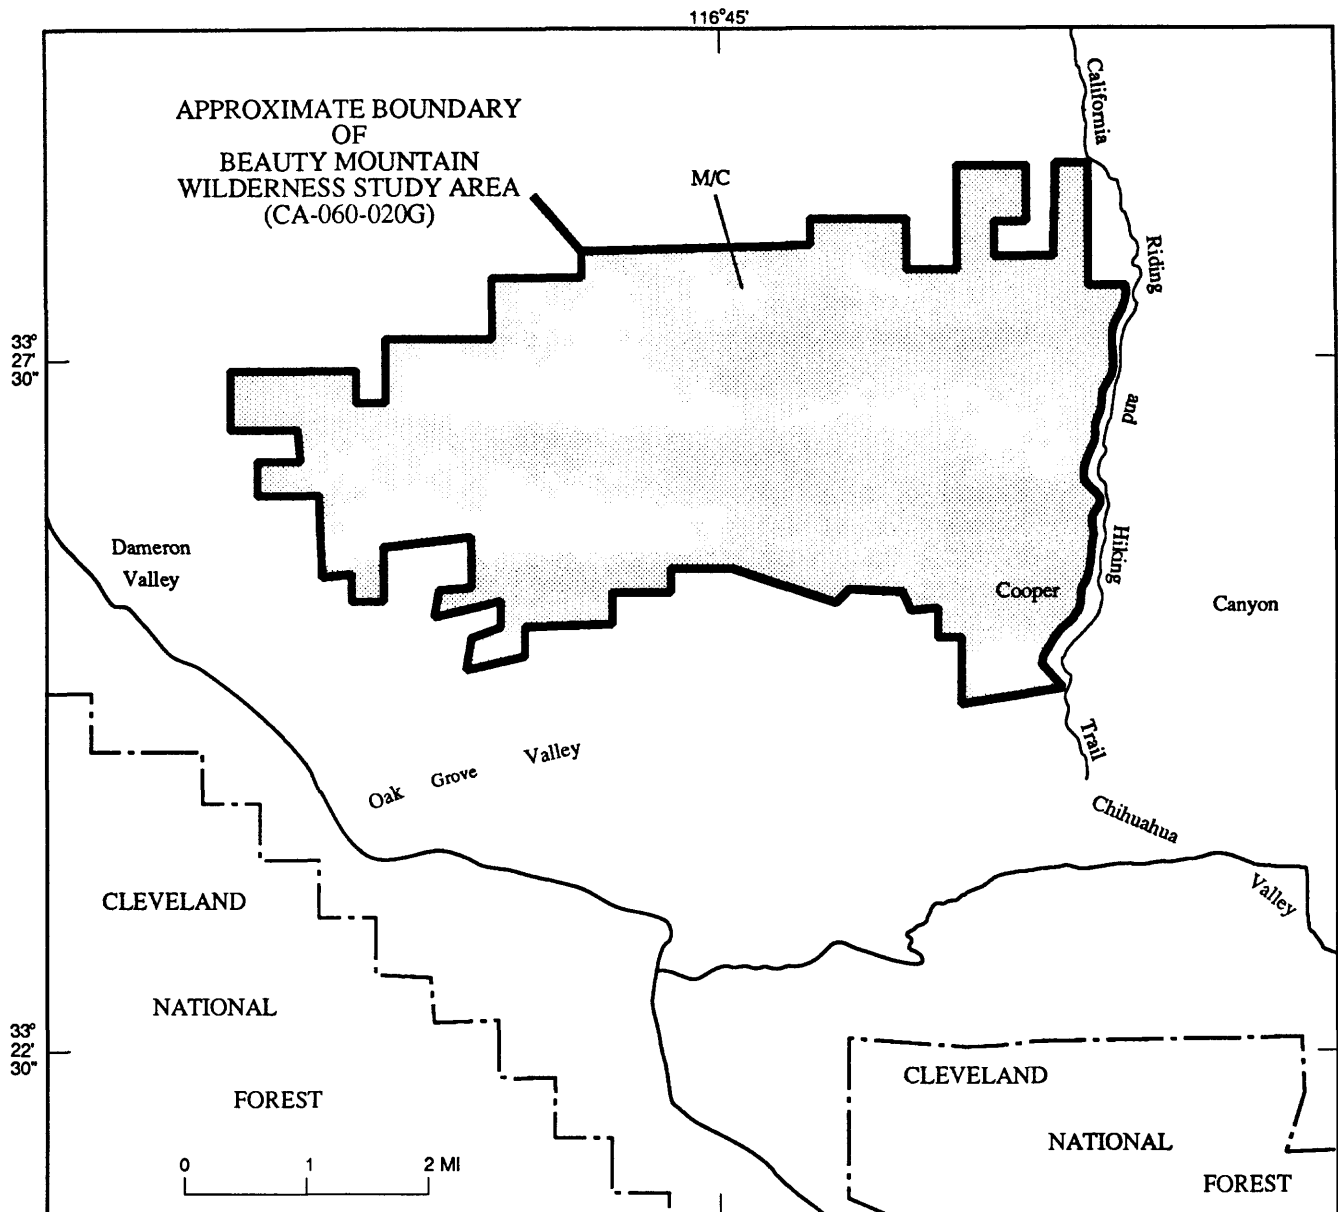 116°45'
APPROXIMATE BOUNDARY
OF
BEAUTY MOUNTAIN
WILDERNESS STUDY AREA
(CA-060-020G)
M/C
California
Riding
and
Hiking
Trail
33°
27'
30"
Dameron
Valley
Cooper
Canyon
Oak Grove Valley
Chihuahua
Valley
CLEVELAND
NATIONAL
FOREST
33°
22'
30"
CLEVELAND
NATIONAL
FOREST
0 1 2 MI